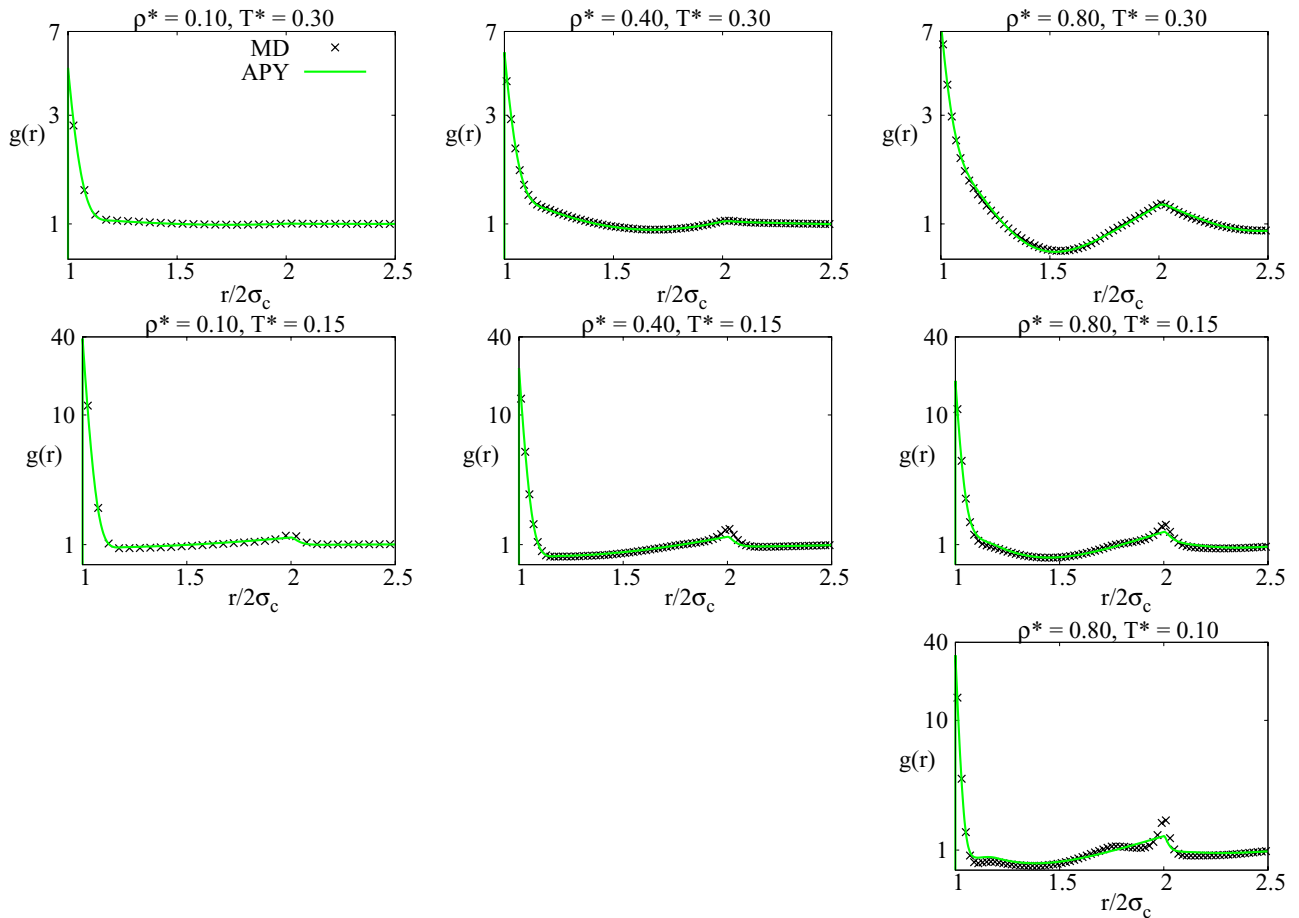 ρ* = 0.10, T* = 0.30
7
3
1
g(r)
MD
APY
1 1.5 2 2.5
r/2σc
ρ* = 0.40, T* = 0.30
7
3
1
g(r)
1 1.5 2 2.5
r/2σc
ρ* = 0.80, T* = 0.30
7
3
1
g(r)
1 1.5 2 2.5
r/2σc
ρ* = 0.10, T* = 0.15
40
10
1
g(r)
1 1.5 2 2.5
r/2σc
ρ* = 0.40, T* = 0.15
40
10
1
g(r)
1 1.5 2 2.5
r/2σc
ρ* = 0.80, T* = 0.15
40
10
1
g(r)
1 1.5 2 2.5
r/2σc
ρ* = 0.80, T* = 0.10
40
10
1
g(r)
1 1.5 2 2.5
r/2σc